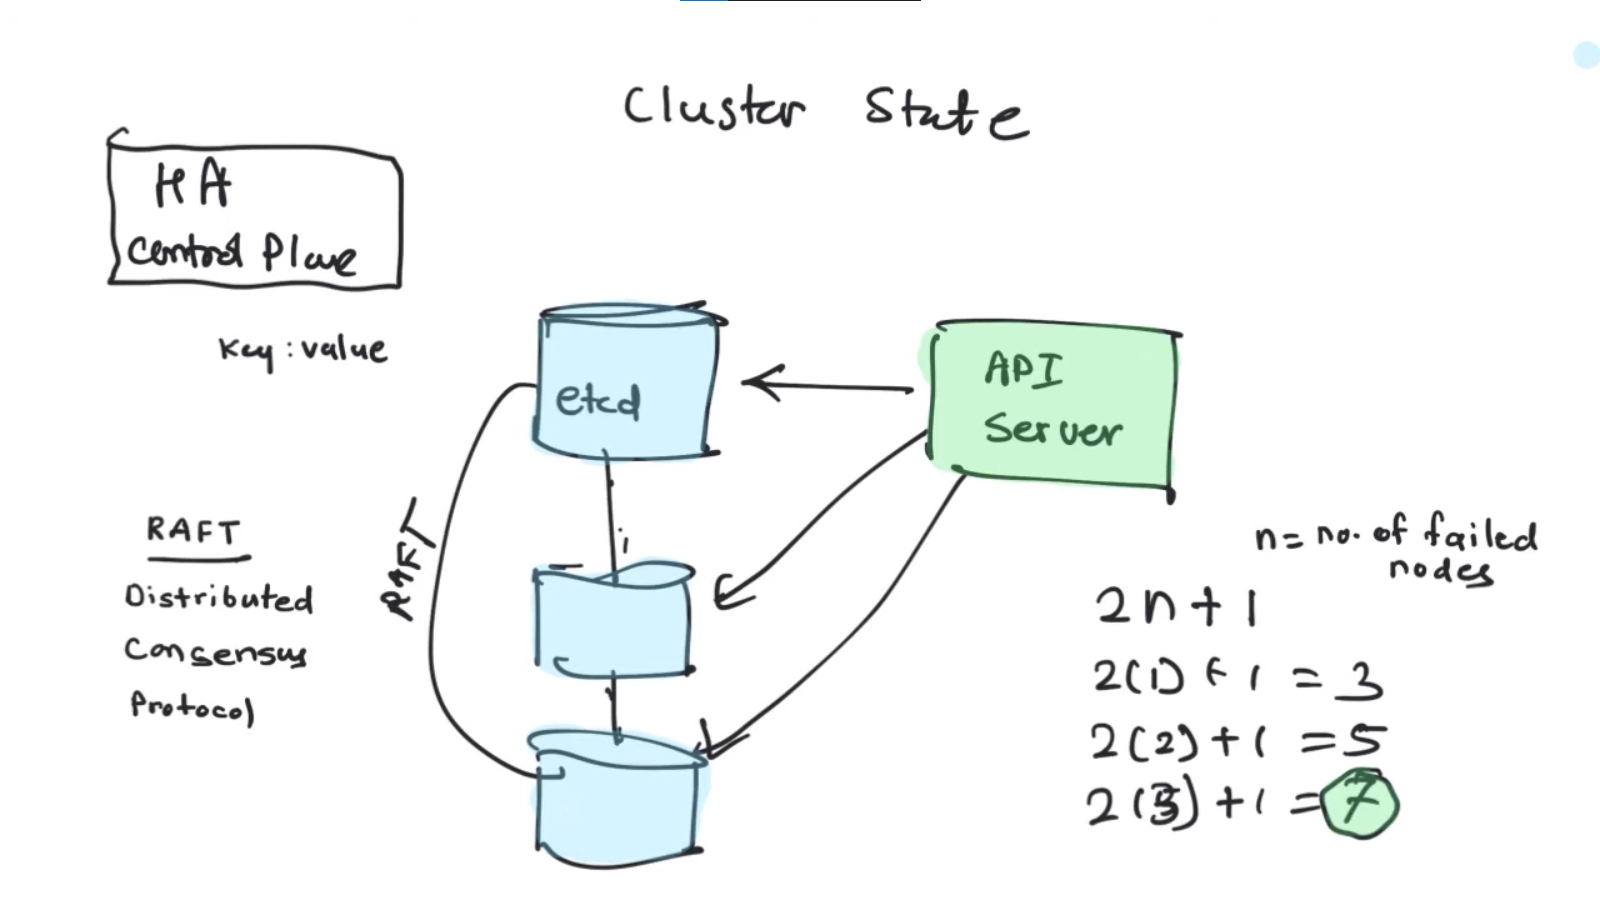 Cluster State
HA
Control Plane
Key : value
etcd
API
Server
RAFT
RAFT
Distributed
Consensus
Protocol
n = no. of failed
nodes
2n + 1
2(1) + 1 = 3
2(2) + 1 = 5
2(3) + 1 = 7